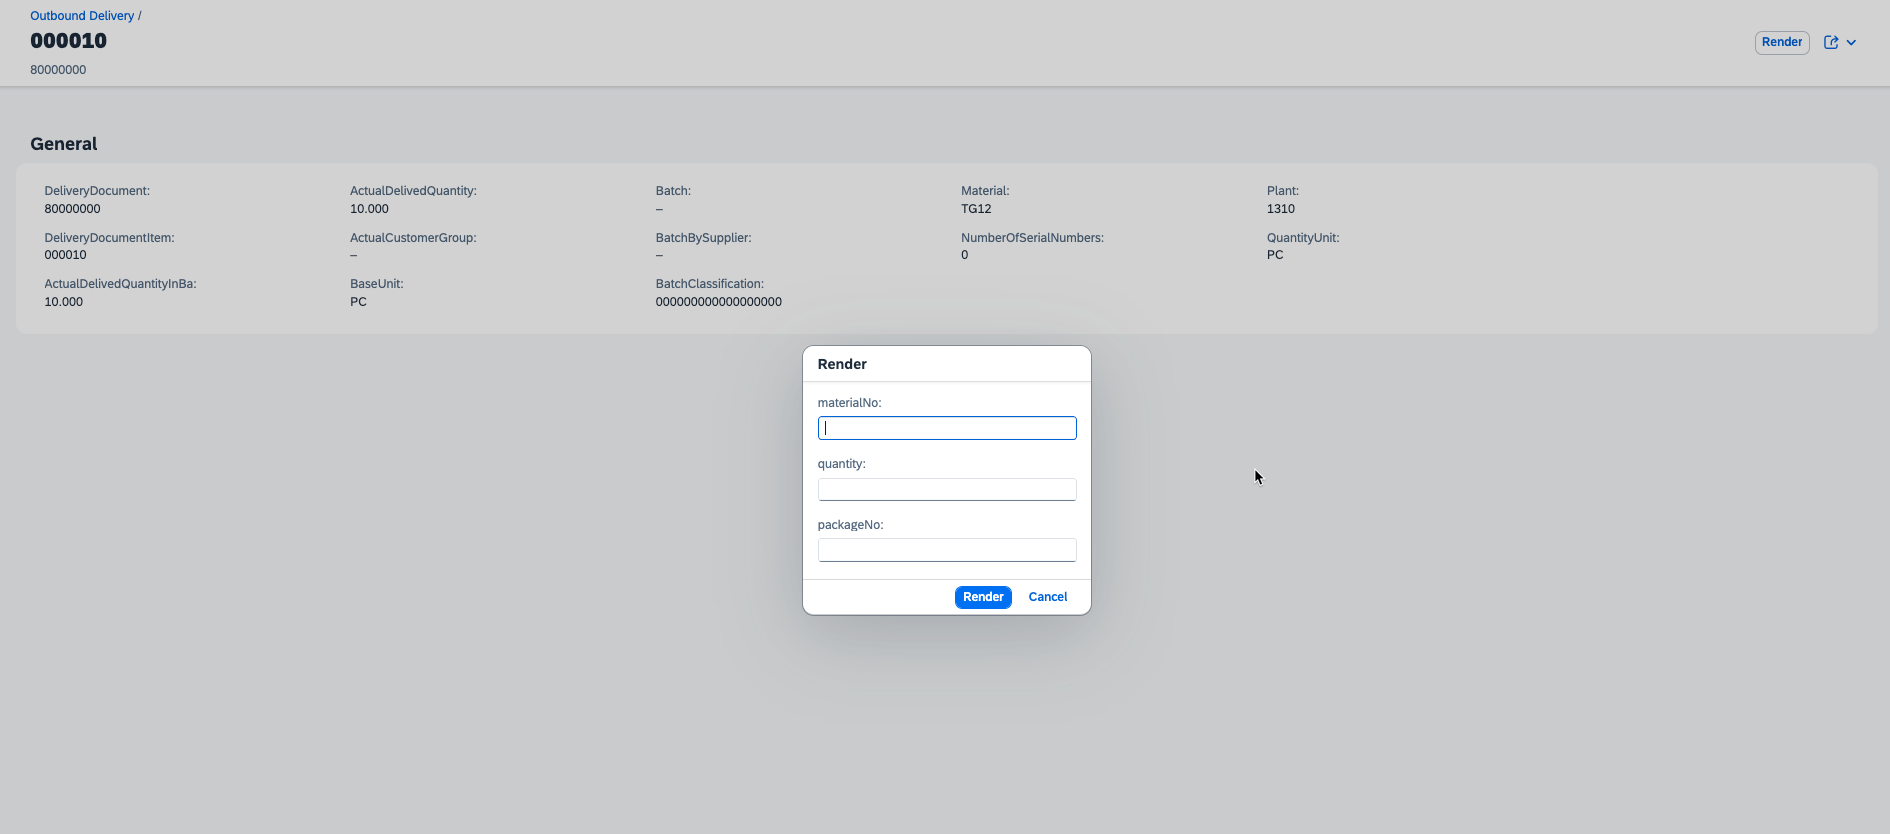 Outbound Delivery /
000010
80000000
Render
General
DeliveryDocument:
80000000
ActualDelivedQuantity:
10.000
Batch:
–
Material:
TG12
Plant:
1310
DeliveryDocumentItem:
000010
ActualCustomerGroup:
–
BatchBySupplier:
–
NumberOfSerialNumbers:
0
QuantityUnit:
PC
ActualDelivedQuantityInBa:
10.000
BaseUnit:
PC
BatchClassification:
000000000000000000
Render
materialNo:
quantity:
packageNo:
Render Cancel